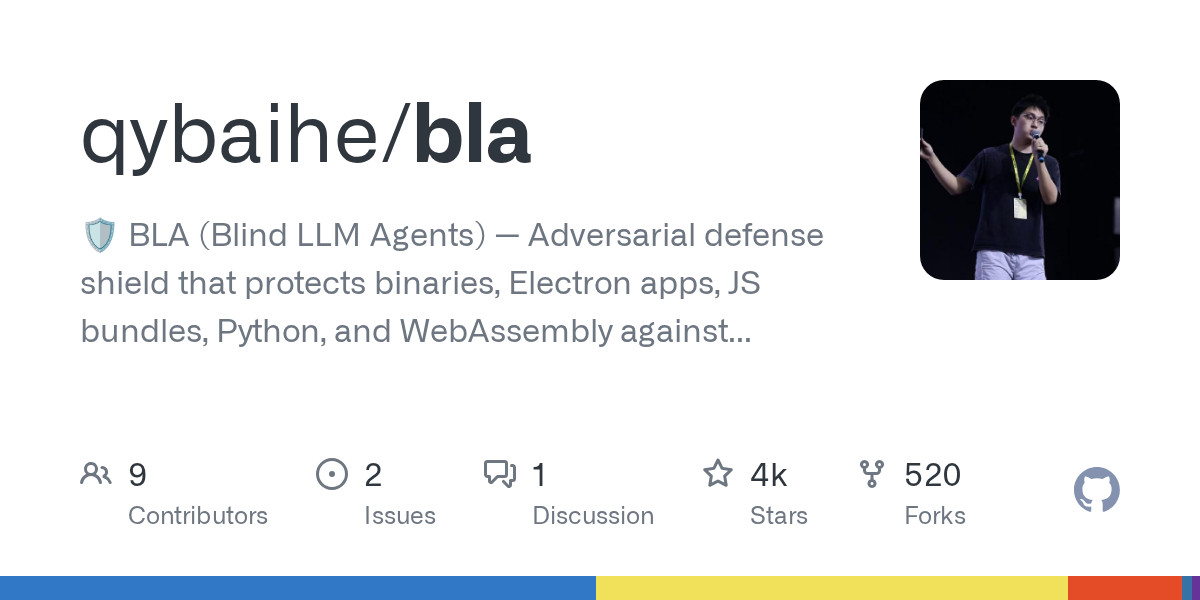 qybaihe/bla
🛡️ BLA (Blind LLM Agents) — Adversarial defense
shield that protects binaries, Electron apps, JS
bundles, Python, and WebAssembly against...
9
Contributors
2
Issues
1
Discussion
4k
Stars
520
Forks